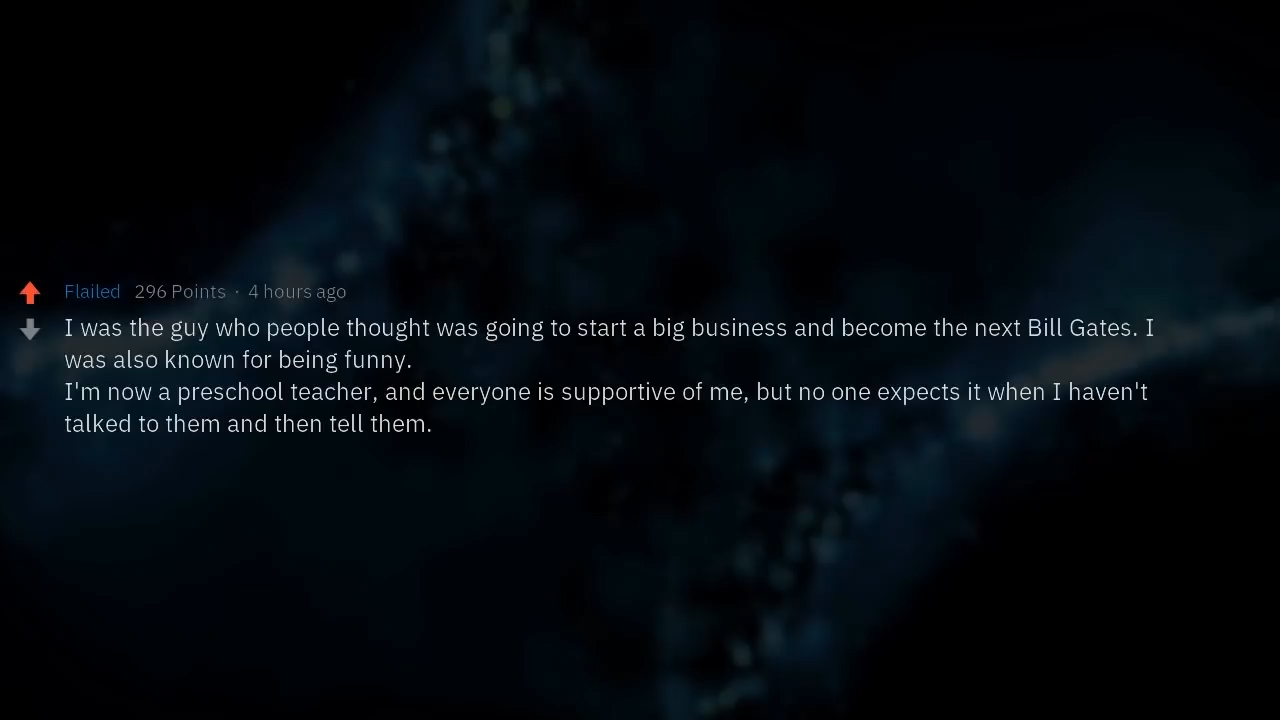 Flailed 296 Points · 4 hours ago
I was the guy who people thought was going to start a big business and become the next Bill Gates. I
was also known for being funny.
I'm now a preschool teacher, and everyone is supportive of me, but no one expects it when I haven't
talked to them and then tell them.